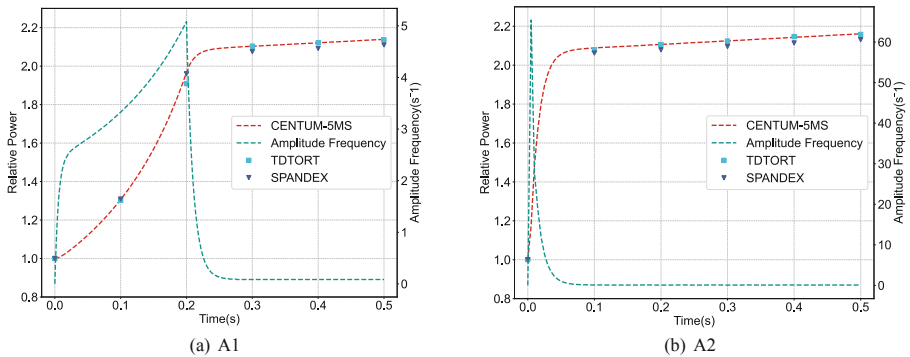 2.2
2.0
1.8
1.6
1.4
1.2
1.0
0.8
Relative Power
0.0 0.1 0.2 0.3 0.4 0.5
Time(s)
5
4
3
2
1
0
Amplitude Frequency(s⁻¹)
CENTUM-5MS
Amplitude Frequency
TDTORT
SPANDEX
(a) A1
2.2
2.0
1.8
1.6
1.4
1.2
1.0
0.8
Relative Power
0.0 0.1 0.2 0.3 0.4 0.5
Time(s)
60
50
40
30
20
10
0
Amplitude Frequency(s⁻¹)
CENTUM-5MS
Amplitude Frequency
TDTORT
SPANDEX
(b) A2